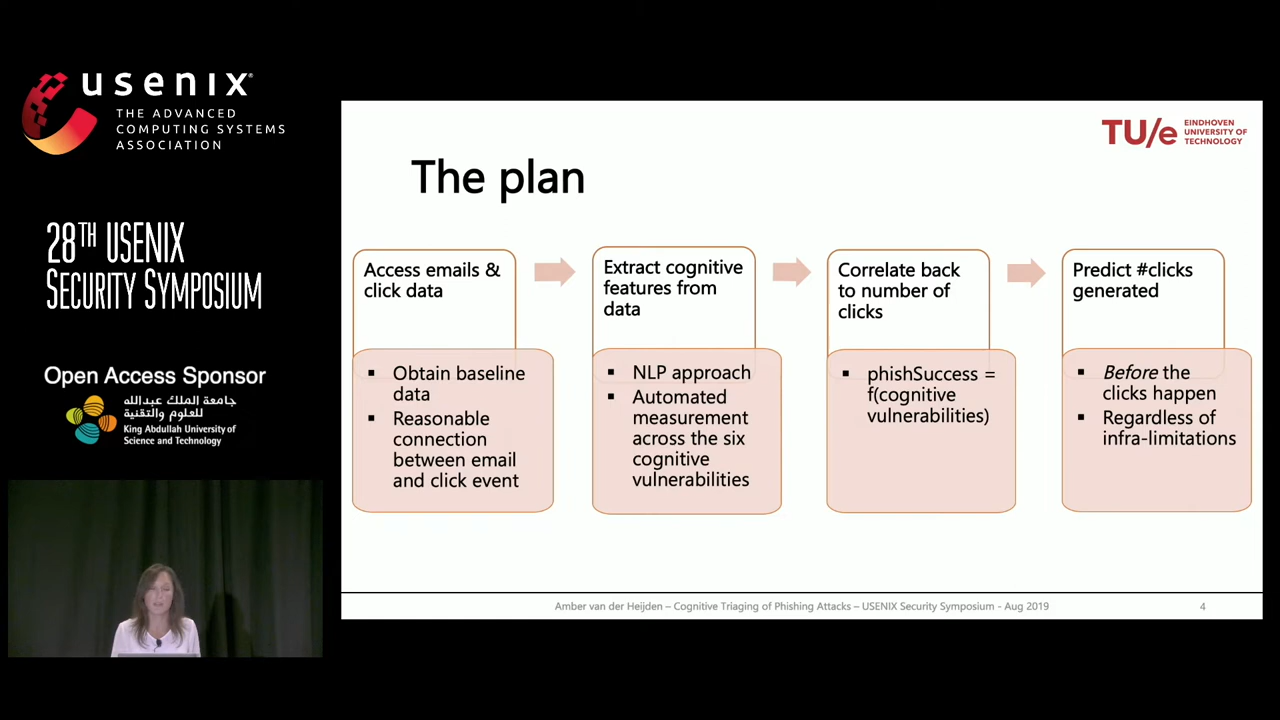 usenix
THE ADVANCED
COMPUTING SYSTEMS
ASSOCIATION
28TH USENIX
SECURITY SYMPOSIUM
Open Access Sponsor
جامعة الملك عبدالله
للعلوم والتقنية
King Abdullah University of
Science and Technology
TU/e EINDHOVEN
UNIVERSITY OF
TECHNOLOGY
The plan
Access emails &
click data
▪ Obtain baseline
data
▪ Reasonable
connection
between email
and click event
Extract cognitive
features from
data
▪ NLP approach
▪ Automated
measurement
across the six
cognitive
vulnerabilities
Correlate back
to number of
clicks
▪ phishSuccess =
f(cognitive
vulnerabilities)
Predict #clicks
generated
▪ Before the
clicks happen
▪ Regardless of
infra-limitations
Amber van der Heijden – Cognitive Triaging of Phishing Attacks – USENIX Security Symposium - Aug 2019
4